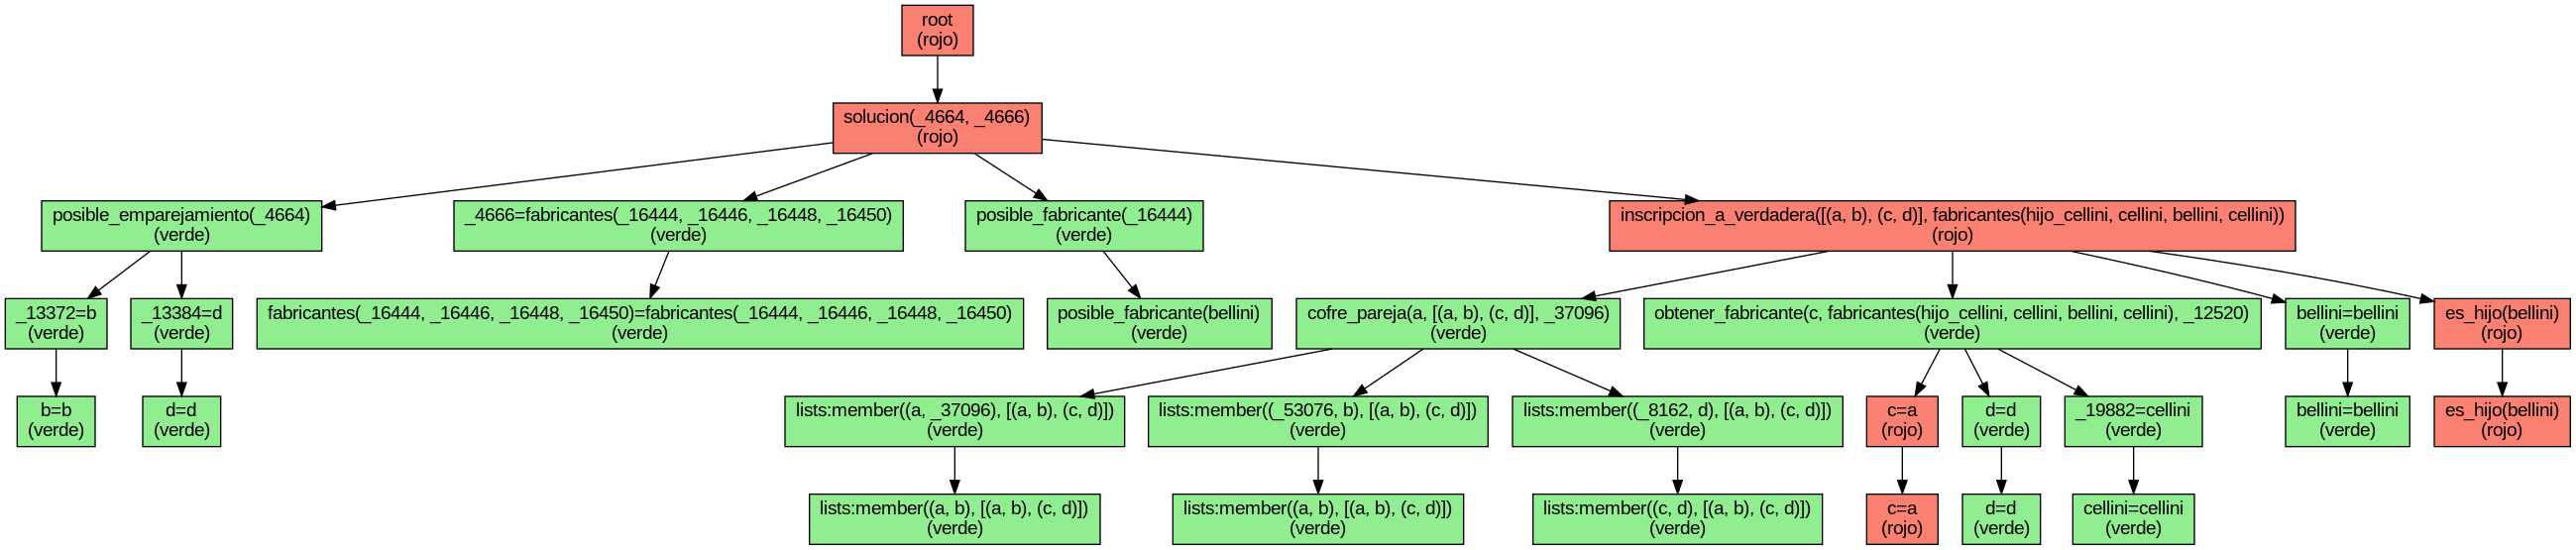 root
(rojo)
solucion(_4664, _4666)
(rojo)
posible_emparejamiento(_4664)
(verde)
_4666=fabricantes(_16444, _16446, _16448, _16450)
(verde)
posible_fabricante(_16444)
(verde)
inscripcion_a_verdadera([(a, b), (c, d)], fabricantes(hijo_cellini, cellini, bellini, cellini))
(rojo)
_13372=b
(verde)
_13384=d
(verde)
fabricantes(_16444, _16446, _16448, _16450)=fabricantes(_16444, _16446, _16448, _16450)
(verde)
posible_fabricante(bellini)
(verde)
cofre_pareja(a, [(a, b), (c, d)], _37096)
(verde)
obtener_fabricante(c, fabricantes(hijo_cellini, cellini, bellini, cellini), _12520)
(verde)
bellini=bellini
(verde)
es_hijo(bellini)
(rojo)
b=b
(verde)
d=d
(verde)
lists:member((a, _37096), [(a, b), (c, d)])
(verde)
lists:member((_53076, b), [(a, b), (c, d)])
(verde)
lists:member((_8162, d), [(a, b), (c, d)])
(verde)
c=a
(rojo)
d=d
(verde)
_19882=cellini
(verde)
bellini=bellini
(verde)
es_hijo(bellini)
(rojo)
lists:member((a, b), [(a, b), (c, d)])
(verde)
lists:member((a, b), [(a, b), (c, d)])
(verde)
lists:member((c, d), [(a, b), (c, d)])
(verde)
c=a
(rojo)
d=d
(verde)
cellini=cellini
(verde)